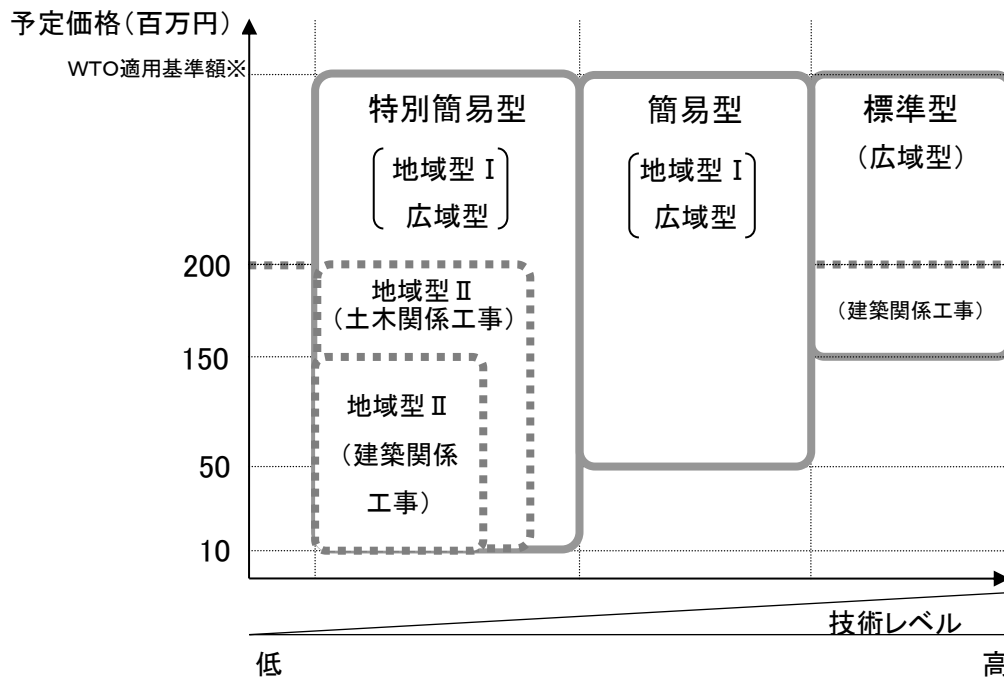 予定価格(百万円)
WTO適用基準額※
特別簡易型
地域型Ⅰ
広域型
簡易型
地域型Ⅰ
広域型
標準型
(広域型)
200
地域型Ⅱ
(土木関係工事)
(建築関係工事)
150
地域型Ⅱ
(建築関係
工事)
50
10
技術レベル
低
高